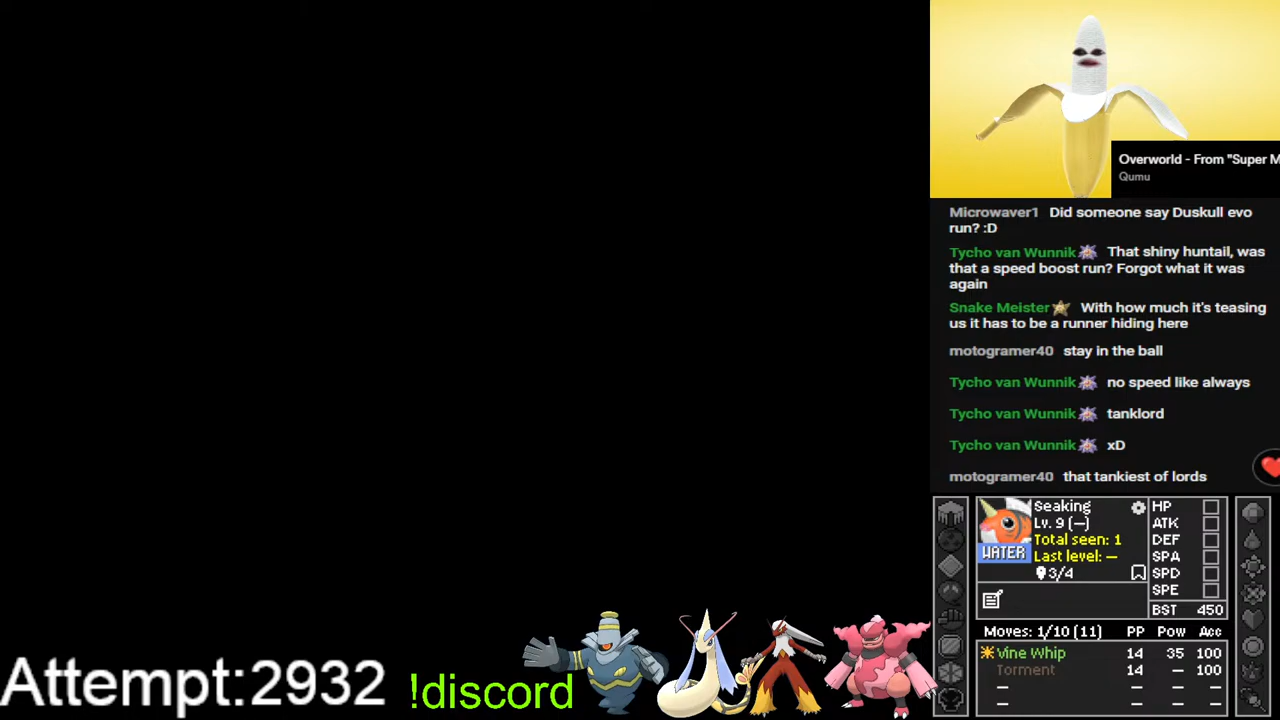 Overworld - From "Super M
Qumu
Microwaver1 Did someone say Duskull evo
run? :D
Tycho van Wunnik That shiny huntail, was
that a speed boost run? Forgot what it was
again
Snake Meister With how much it's teasing
us it has to be a runner hiding here
motogramer40 stay in the ball
Tycho van Wunnik no speed like always
Tycho van Wunnik tanklord
Tycho van Wunnik xD
motogramer40 that tankiest of lords
Seaking
Lv. 9 (—)
Total seen: 1
Last level: —
WATER
3/4
HP
ATK
DEF
SPA
SPD
SPE
BST 450
Moves: 1/10 (11) PP Pow Acc
Vine Whip 14 35 100
Torment 14 — 100
— — — —
— — — —
Attempt:2932
!discord